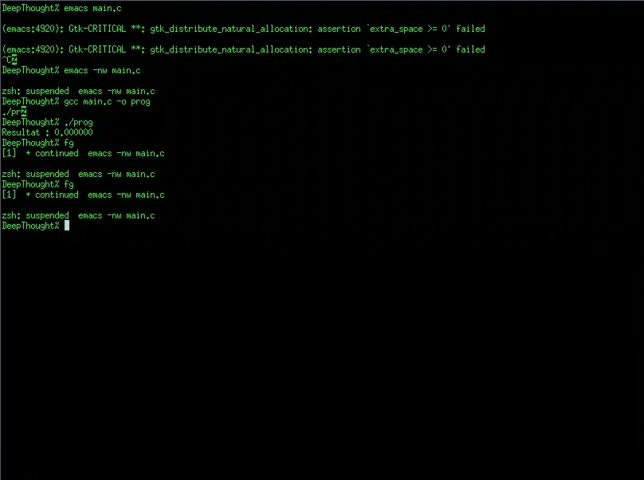 DeepThought% emacs main.c
(emacs:4920): Gtk-CRITICAL **: gtk_distribute_natural_allocation: assertion `extra_space >= 0' failed
(emacs:4920): Gtk-CRITICAL **: gtk_distribute_natural_allocation: assertion `extra_space >= 0' failed
^C%
DeepThought% emacs -nw main.c
zsh: suspended  emacs -nw main.c
DeepThought% gcc main.c -o prog
./pr%
DeepThought% ./prog
Resultat : 0.000000
DeepThought% fg
[1]  + continued  emacs -nw main.c
zsh: suspended  emacs -nw main.c
DeepThought% fg
[1]  + continued  emacs -nw main.c
zsh: suspended  emacs -nw main.c
DeepThought%